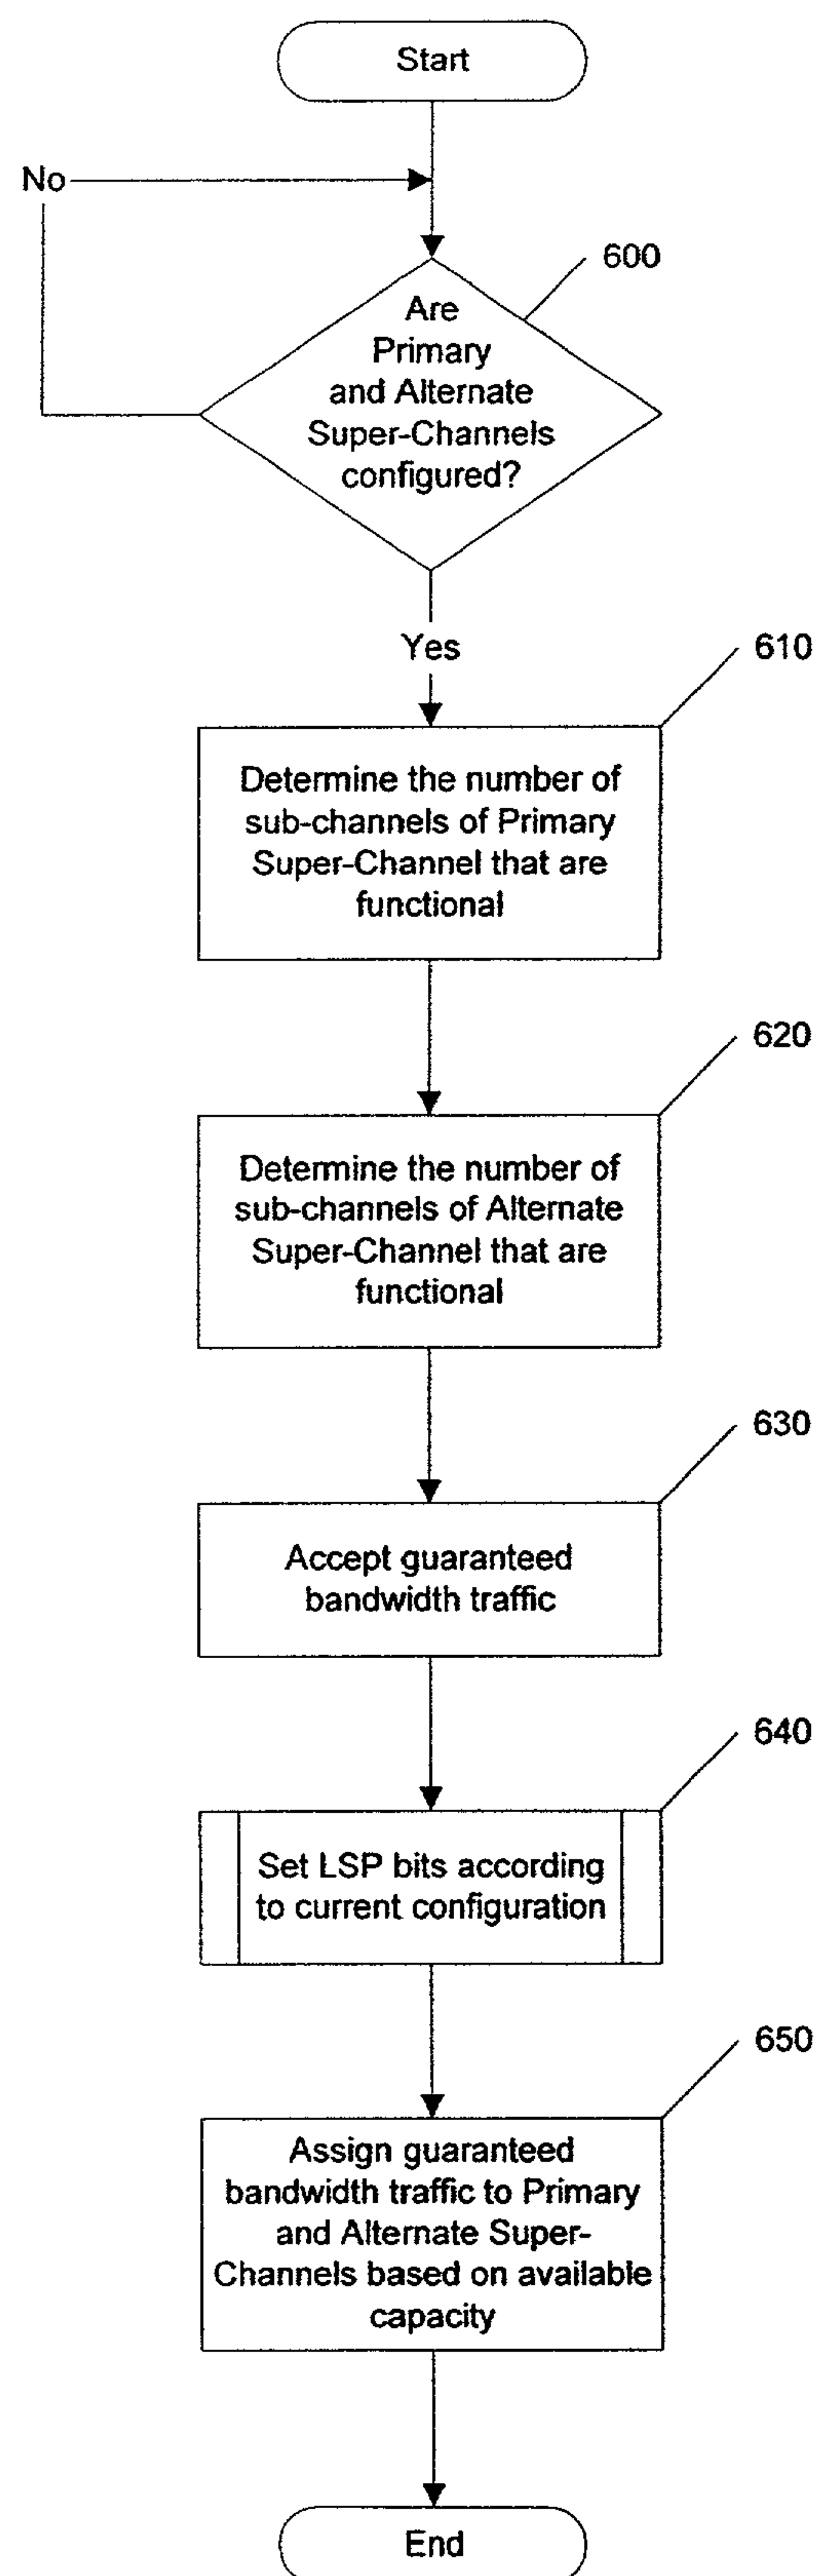 Start
No
600
Are
Primary
and Alternate
Super-Channels
configured?
Yes
610
Determine the number of
sub-channels of Primary
Super-Channel that are
functional
620
Determine the number of
sub-channels of Alternate
Super-Channel that are
functional
630
Accept guaranteed
bandwidth traffic
640
Set LSP bits according
to current configuration
650
Assign guaranteed
bandwidth traffic to Primary
and Alternate Super-
Channels based on available
capacity
End